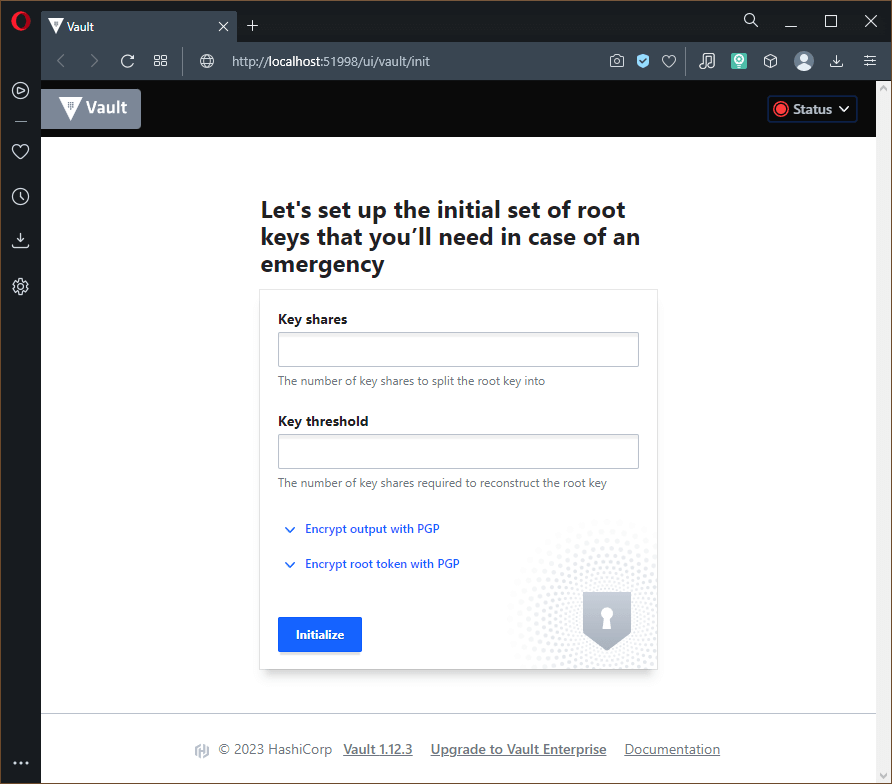 Vault
http://localhost:51998/ui/vault/init
Vault
Status
Let's set up the initial set of root
keys that you’ll need in case of an
emergency
Key shares
The number of key shares to split the root key into
Key threshold
The number of key shares required to reconstruct the root key
Encrypt output with PGP
Encrypt root token with PGP
Initialize
© 2023 HashiCorp Vault 1.12.3 Upgrade to Vault Enterprise Documentation